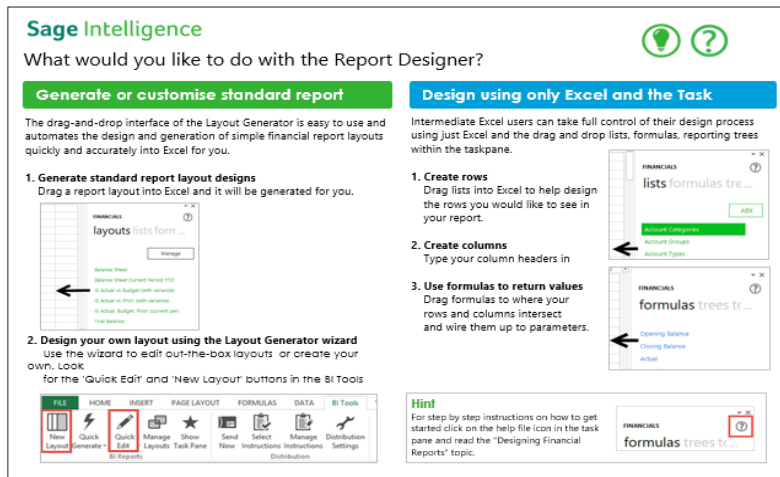 Sage Intelligence
What would you like to do with the Report Designer?
Generate or customise standard report
The drag-and-drop interface of the Layout Generator is easy to use and
automates the design and generation of simple financial report layouts
quickly and accurately into Excel for you.
1. Generate standard report layout designs
Drag a report layout into Excel and it will be generated for you.
FINANCIALS
layouts lists form...
Manage
Balance Sheet
Balance Sheet Current Period YTD
IS Actual vs Budget (with variance)
IS Actual vs Prior (with variance)
IS Actual, Budget, Prior (current peri
Trial Balance
2. Design your own layout using the Layout Generator wizard
Use the wizard to edit out-the-box layouts or create your
own. Look
for the 'Quick Edit' and 'New Layout' buttons in the BI Tools
FILE HOME INSERT PAGE LAYOUT FORMULAS DATA BI Tools
New Layout
Quick Generate
Quick Edit
Manage Layouts
Show Task Pane
Send Now
Select Instructions
Manage Instructions
Distribution Settings
BI Reports
Distribution
Design using only Excel and the Task
Intermediate Excel users can take full control of their design process
using just Excel and the drag and drop lists, formulas, reporting trees
within the taskpane.
1. Create rows
Drag lists into Excel to help design
the rows you would like to see in
your report.
2. Create columns
Type your column headers in
3. Use formulas to return values
Drag formulas to where your
rows and columns intersect
and wire them up to parameters.
FINANCIALS
lists formulas tre...
ABX
Account Categories
Account Groups
Account Types
FINANCIALS
formulas trees tc...
Opening Balance
Closing Balance
Actual
Hint
For step by step instructions on how to get
started click on the help file icon in the task
pane and read the "Designing Financial
Reports" topic.
FINANCIALS
formulas trees to...